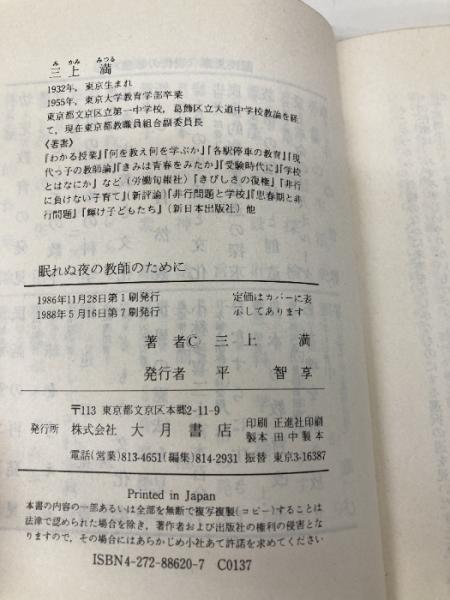 みかみ みつる
三上 満
1932年，東京生まれ
1955年，東京大学教育学部卒業
東京都文京区立第一中学校，葛飾区立大道中学校教諭を経
て，現在東京都教職員組合副委員長
〈著書〉
『わかる授業』『何を教え何を学ぶか』『各駅停車の教育』『現
代っ子の教師論』『きみは青春をみたか』『受験時代に』『学校
とはなにか』など（労働旬報社）『きびしさの復権』『非行
に負けない子育て』（新評論）『非行問題と学校』『思春期と非
行問題』『輝け子どもたち』（新日本出版社）他
眠れぬ夜の教師のために
1986年11月28日第1刷発行 定価はカバーに表
1988年5月16日第7刷発行 示してあります
著者Ⓒ 三上 満
発行者 平 智享
〒113 東京都文京区本郷2-11-9
発行所 株式会社 大月書店 印刷 正進社印刷
製本 田中製本
電話（営業）813-4651（編集）814-2931 振替 東京3-16387
Printed in Japan
本書の内容の一部あるいは全部を無断で複写複製（コピー）することは
法律で認められた場合を除き，著作者および出版社の権利の侵害とな
りますので，その場合にはあらかじめ小社あて許諾を求めてください
ISBN4-272-88620-7 C0137